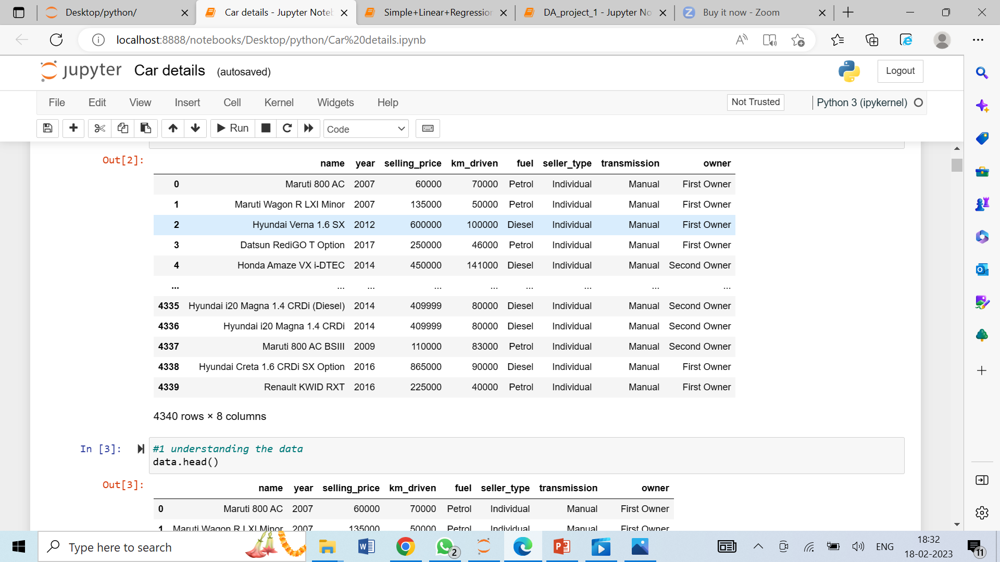 Desktop/python/
Car details - Jupyter Noteb
Simple+Linear+Regression
DA_project_1 - Jupyter No
Buy it now - Zoom
localhost:8888/notebooks/Desktop/python/Car%20details.ipynb
jupyter Car details (autosaved)
Logout
File Edit View Insert Cell Kernel Widgets Help
Not Trusted
Python 3 (ipykernel)
Run
Code
Out[2]:
name year selling_price km_driven fuel seller_type transmission owner
0 Maruti 800 AC 2007 60000 70000 Petrol Individual Manual First Owner
1 Maruti Wagon R LXI Minor 2007 135000 50000 Petrol Individual Manual First Owner
2 Hyundai Verna 1.6 SX 2012 600000 100000 Diesel Individual Manual First Owner
3 Datsun RediGO T Option 2017 250000 46000 Petrol Individual Manual First Owner
4 Honda Amaze VX i-DTEC 2014 450000 141000 Diesel Individual Manual Second Owner
... ... ... ... ... ... ... ... ...
4335 Hyundai i20 Magna 1.4 CRDi (Diesel) 2014 409999 80000 Diesel Individual Manual Second Owner
4336 Hyundai i20 Magna 1.4 CRDi 2014 409999 80000 Diesel Individual Manual Second Owner
4337 Maruti 800 AC BSIII 2009 110000 83000 Petrol Individual Manual Second Owner
4338 Hyundai Creta 1.6 CRDi SX Option 2016 865000 90000 Diesel Individual Manual First Owner
4339 Renault KWID RXT 2016 225000 40000 Petrol Individual Manual First Owner
4340 rows × 8 columns
In [3]:
#1 understanding the data
data.head()
Out[3]:
name year selling_price km_driven fuel seller_type transmission owner
0 Maruti 800 AC 2007 60000 70000 Petrol Individual Manual First Owner
1 Maruti Wagon R LXI Minor 2007 135000 50000 Petrol Individual Manual First Owner
Type here to search
2
ENG
18:32
18-02-2023
11